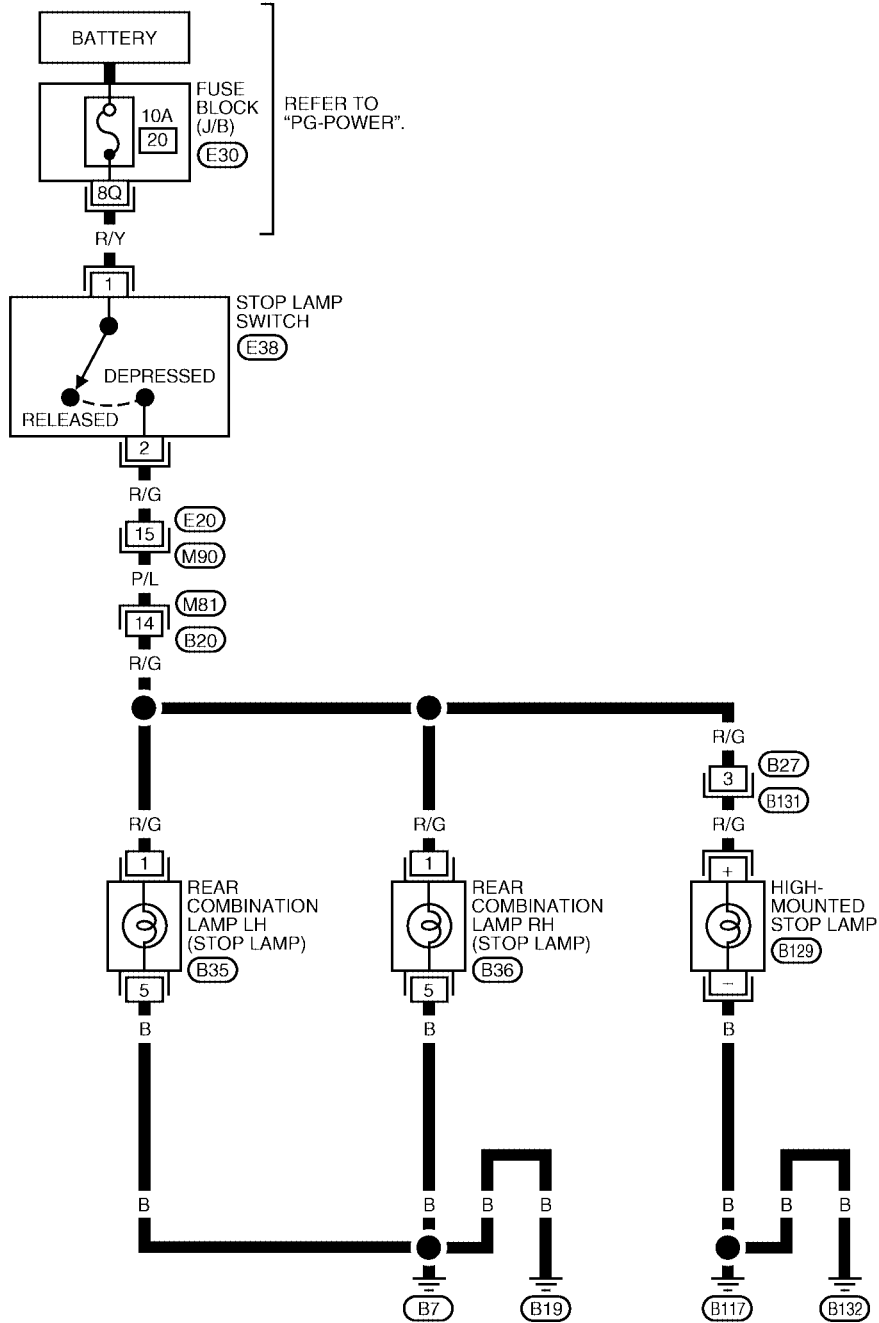 BATTERY
FUSE
BLOCK
(J/B)
E30
10A
20
REFER TO
"PG-POWER".
8Q
R/Y
1
STOP LAMP
SWITCH
E38
DEPRESSED
RELEASED
2
R/G
E20
15
M90
P/L
M81
14
B20
R/G
R/G
3
B27
B131
R/G
R/G
R/G
1
1
+
REAR
COMBINATION
LAMP LH
(STOP LAMP)
B35
REAR
COMBINATION
LAMP RH
(STOP LAMP)
B36
HIGH-
MOUNTED
STOP LAMP
B129
5
5
–
B
B
B
B
B
B
B
B
B
B
B7
B19
B117
B132